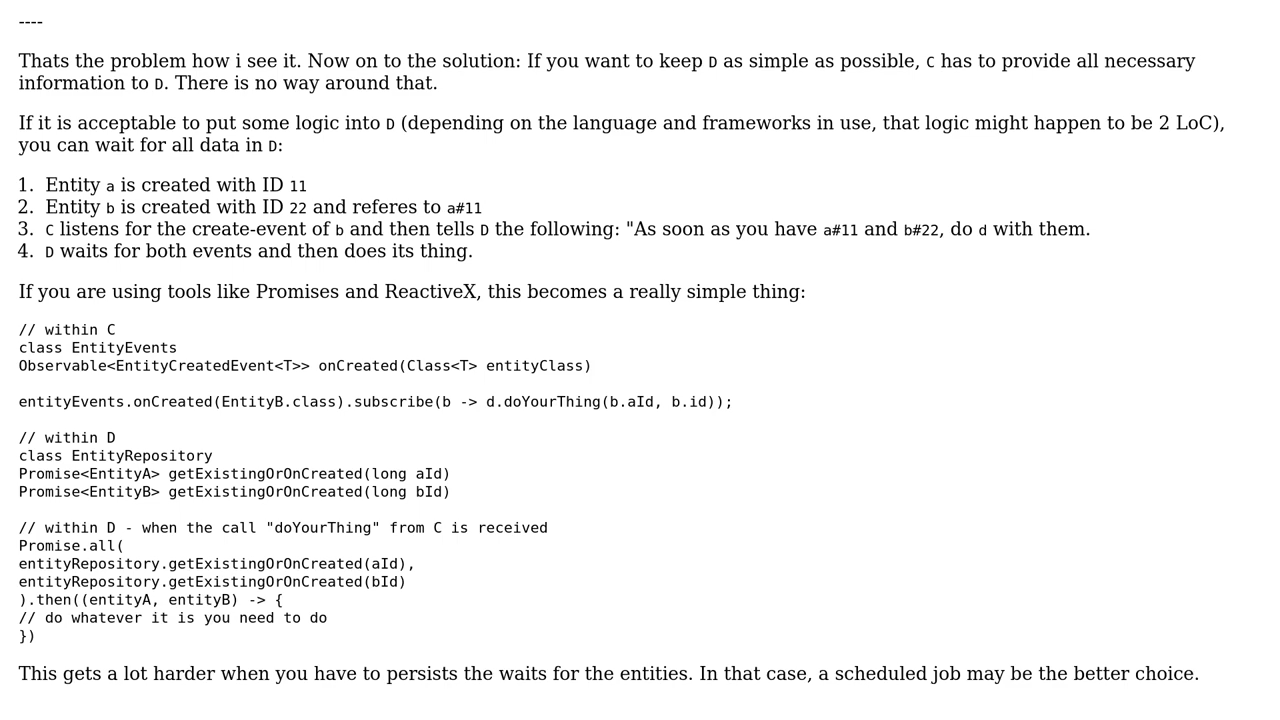 ----
Thats the problem how i see it. Now on to the solution: If you want to keep D as simple as possible, C has to provide all necessary
information to D. There is no way around that.
If it is acceptable to put some logic into D (depending on the language and frameworks in use, that logic might happen to be 2 LoC),
you can wait for all data in D:
1. Entity a is created with ID 11
2. Entity b is created with ID 22 and referes to a#11
3. C listens for the create-event of b and then tells D the following: "As soon as you have a#11 and b#22, do d with them.
4. D waits for both events and then does its thing.
If you are using tools like Promises and ReactiveX, this becomes a really simple thing:
// within C
class EntityEvents
Observable<EntityCreatedEvent<T>> onCreated(Class<T> entityClass)
entityEvents.onCreated(EntityB.class).subscribe(b -> d.doYourThing(b.aId, b.id));
// within D
class EntityRepository
Promise<EntityA> getExistingOrOnCreated(long aId)
Promise<EntityB> getExistingOrOnCreated(long bId)
// within D - when the call "doYourThing" from C is received
Promise.all(
entityRepository.getExistingOrOnCreated(aId),
entityRepository.getExistingOrOnCreated(bId)
).then((entityA, entityB) -> {
// do whatever it is you need to do
})
This gets a lot harder when you have to persists the waits for the entities. In that case, a scheduled job may be the better choice.